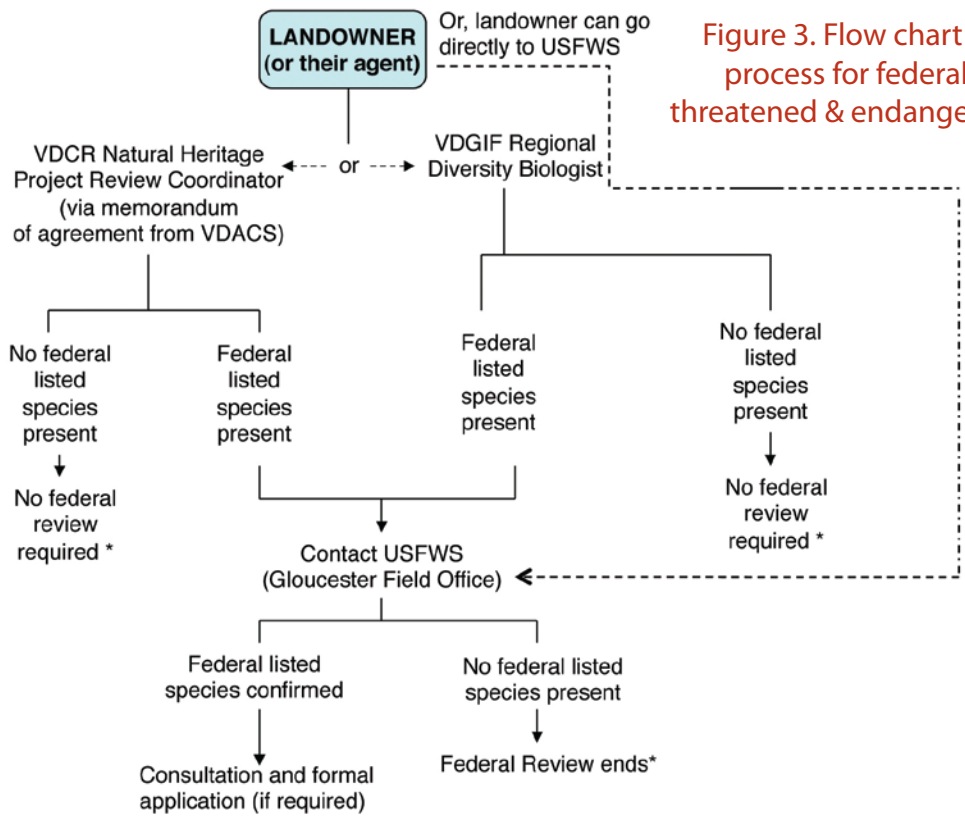 LANDOWNER
(or their agent)
Or, landowner can go
directly to USFWS
Figure 3. Flow chart
process for federal
threatened & endange
VDCR Natural Heritage
Project Review Coordinator
(via memorandum
of agreement from VDACS)
or
VDGIF Regional
Diversity Biologist
No federal
listed
species
present
Federal
listed
species
present
Federal
listed
species
present
No federal
listed
species
present
No federal
review
required *
No federal
review
required *
Contact USFWS
(Gloucester Field Office)
Federal listed
species confirmed
No federal listed
species present
Consultation and formal
application (if required)
Federal Review ends*